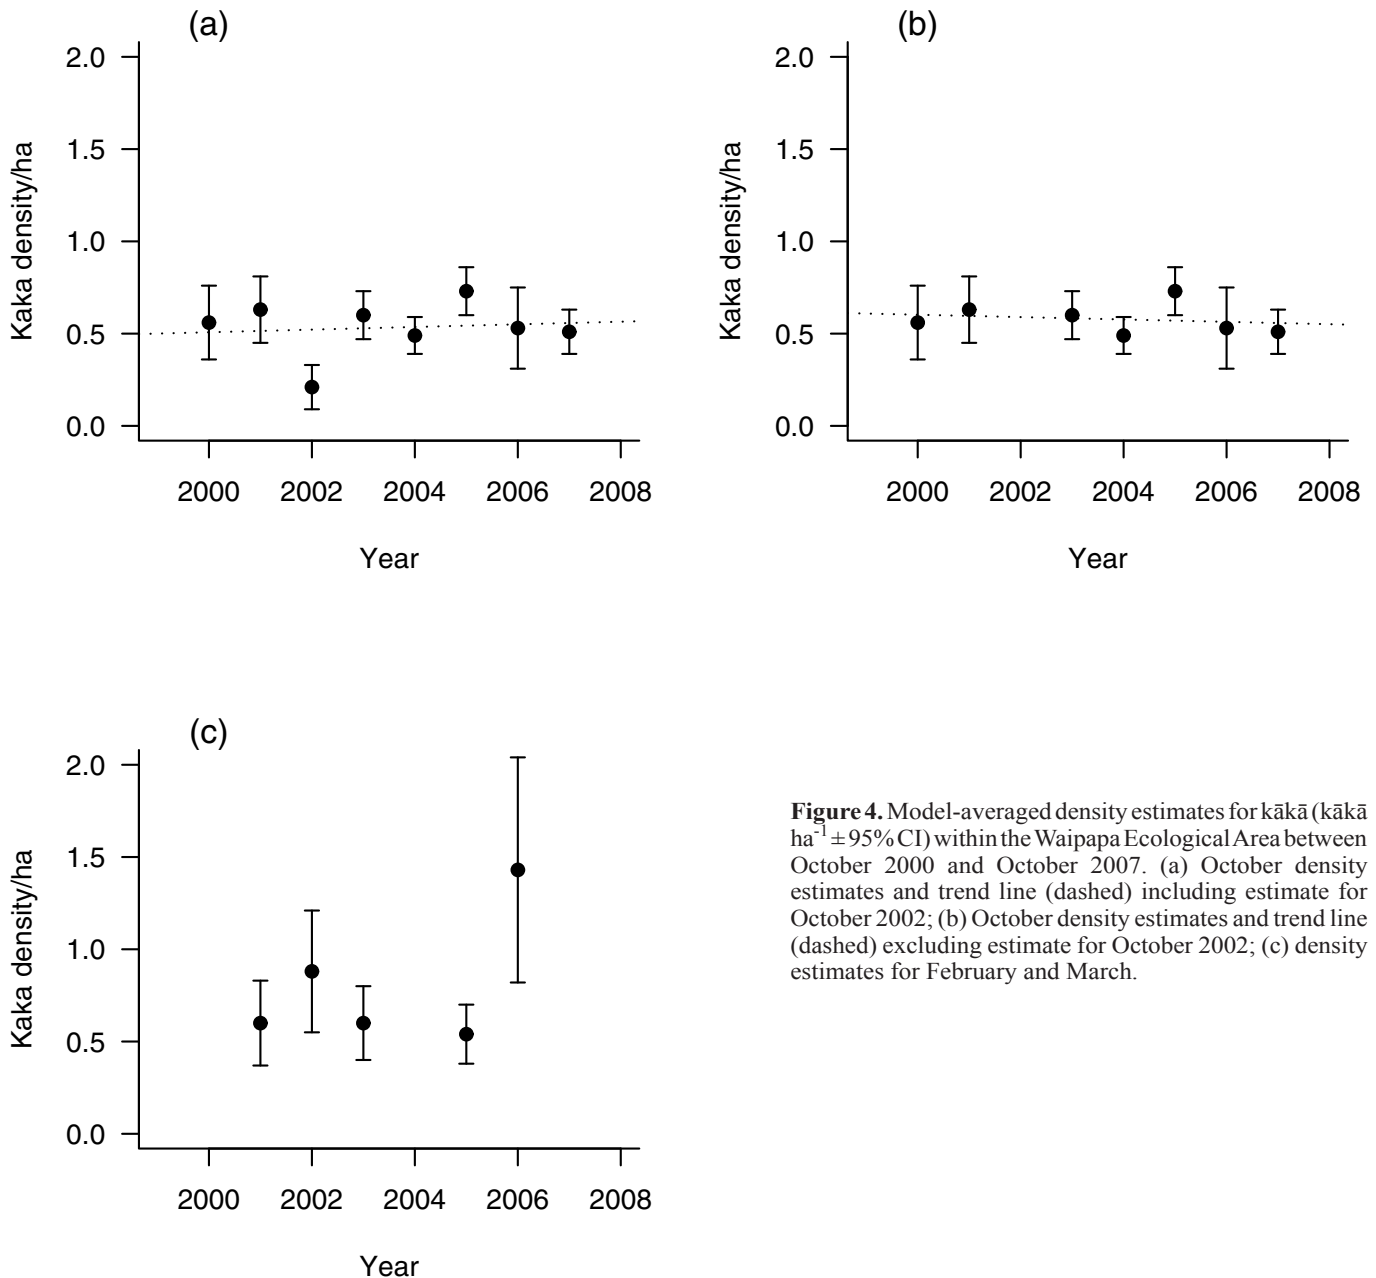 (a)
2.0
1.5
1.0
0.5
0.0
Kaka density/ha
2000 2002 2004 2006 2008
Year
(b)
2.0
1.5
1.0
0.5
0.0
Kaka density/ha
2000 2002 2004 2006 2008
Year
(c)
2.0
1.5
1.0
0.5
0.0
Kaka density/ha
2000 2002 2004 2006 2008
Year
Figure 4. Model-averaged density estimates for kākā (kākā
ha⁻¹ ± 95% CI) within the Waipapa Ecological Area between
October 2000 and October 2007. (a) October density
estimates and trend line (dashed) including estimate for
October 2002; (b) October density estimates and trend line
(dashed) excluding estimate for October 2002; (c) density
estimates for February and March.